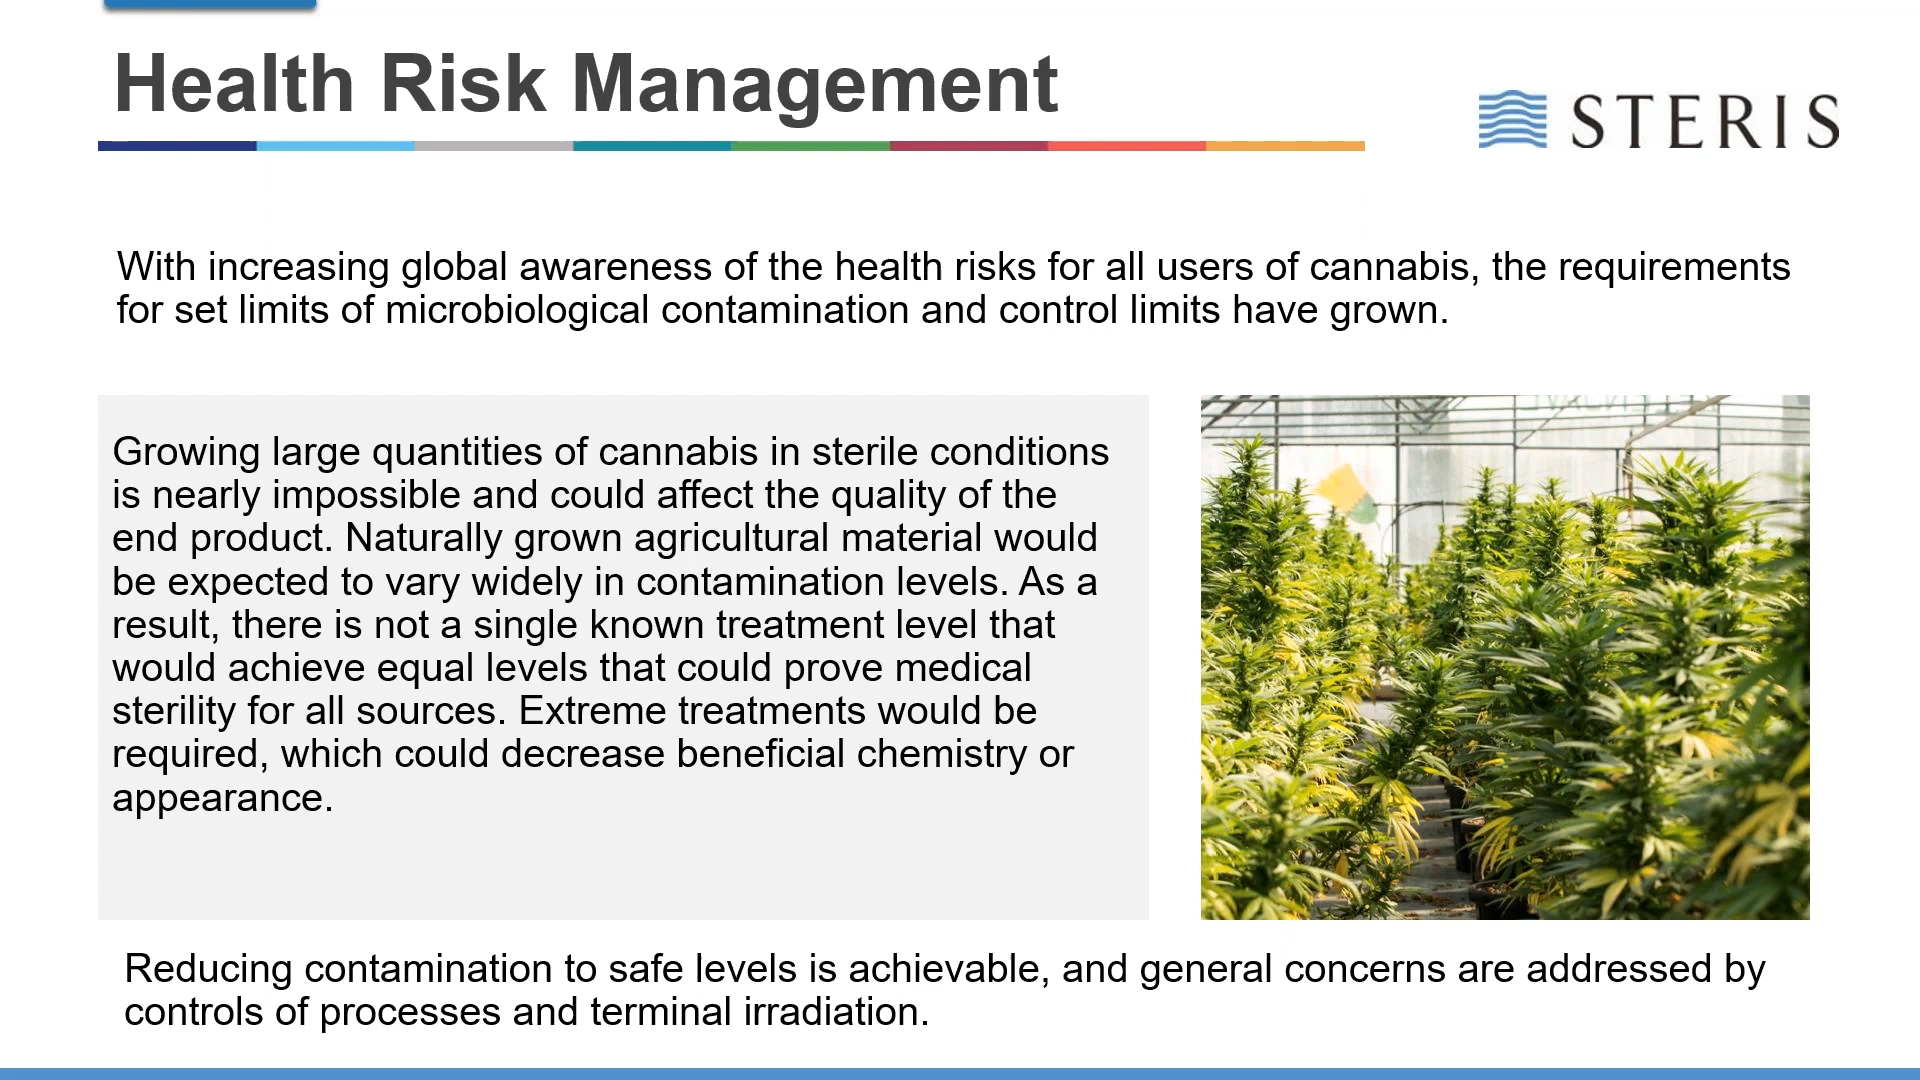 Health Risk Management
STERIS
With increasing global awareness of the health risks for all users of cannabis, the requirements
for set limits of microbiological contamination and control limits have grown.
Growing large quantities of cannabis in sterile conditions
is nearly impossible and could affect the quality of the
end product. Naturally grown agricultural material would
be expected to vary widely in contamination levels. As a
result, there is not a single known treatment level that
would achieve equal levels that could prove medical
sterility for all sources. Extreme treatments would be
required, which could decrease beneficial chemistry or
appearance.
Reducing contamination to safe levels is achievable, and general concerns are addressed by
controls of processes and terminal irradiation.